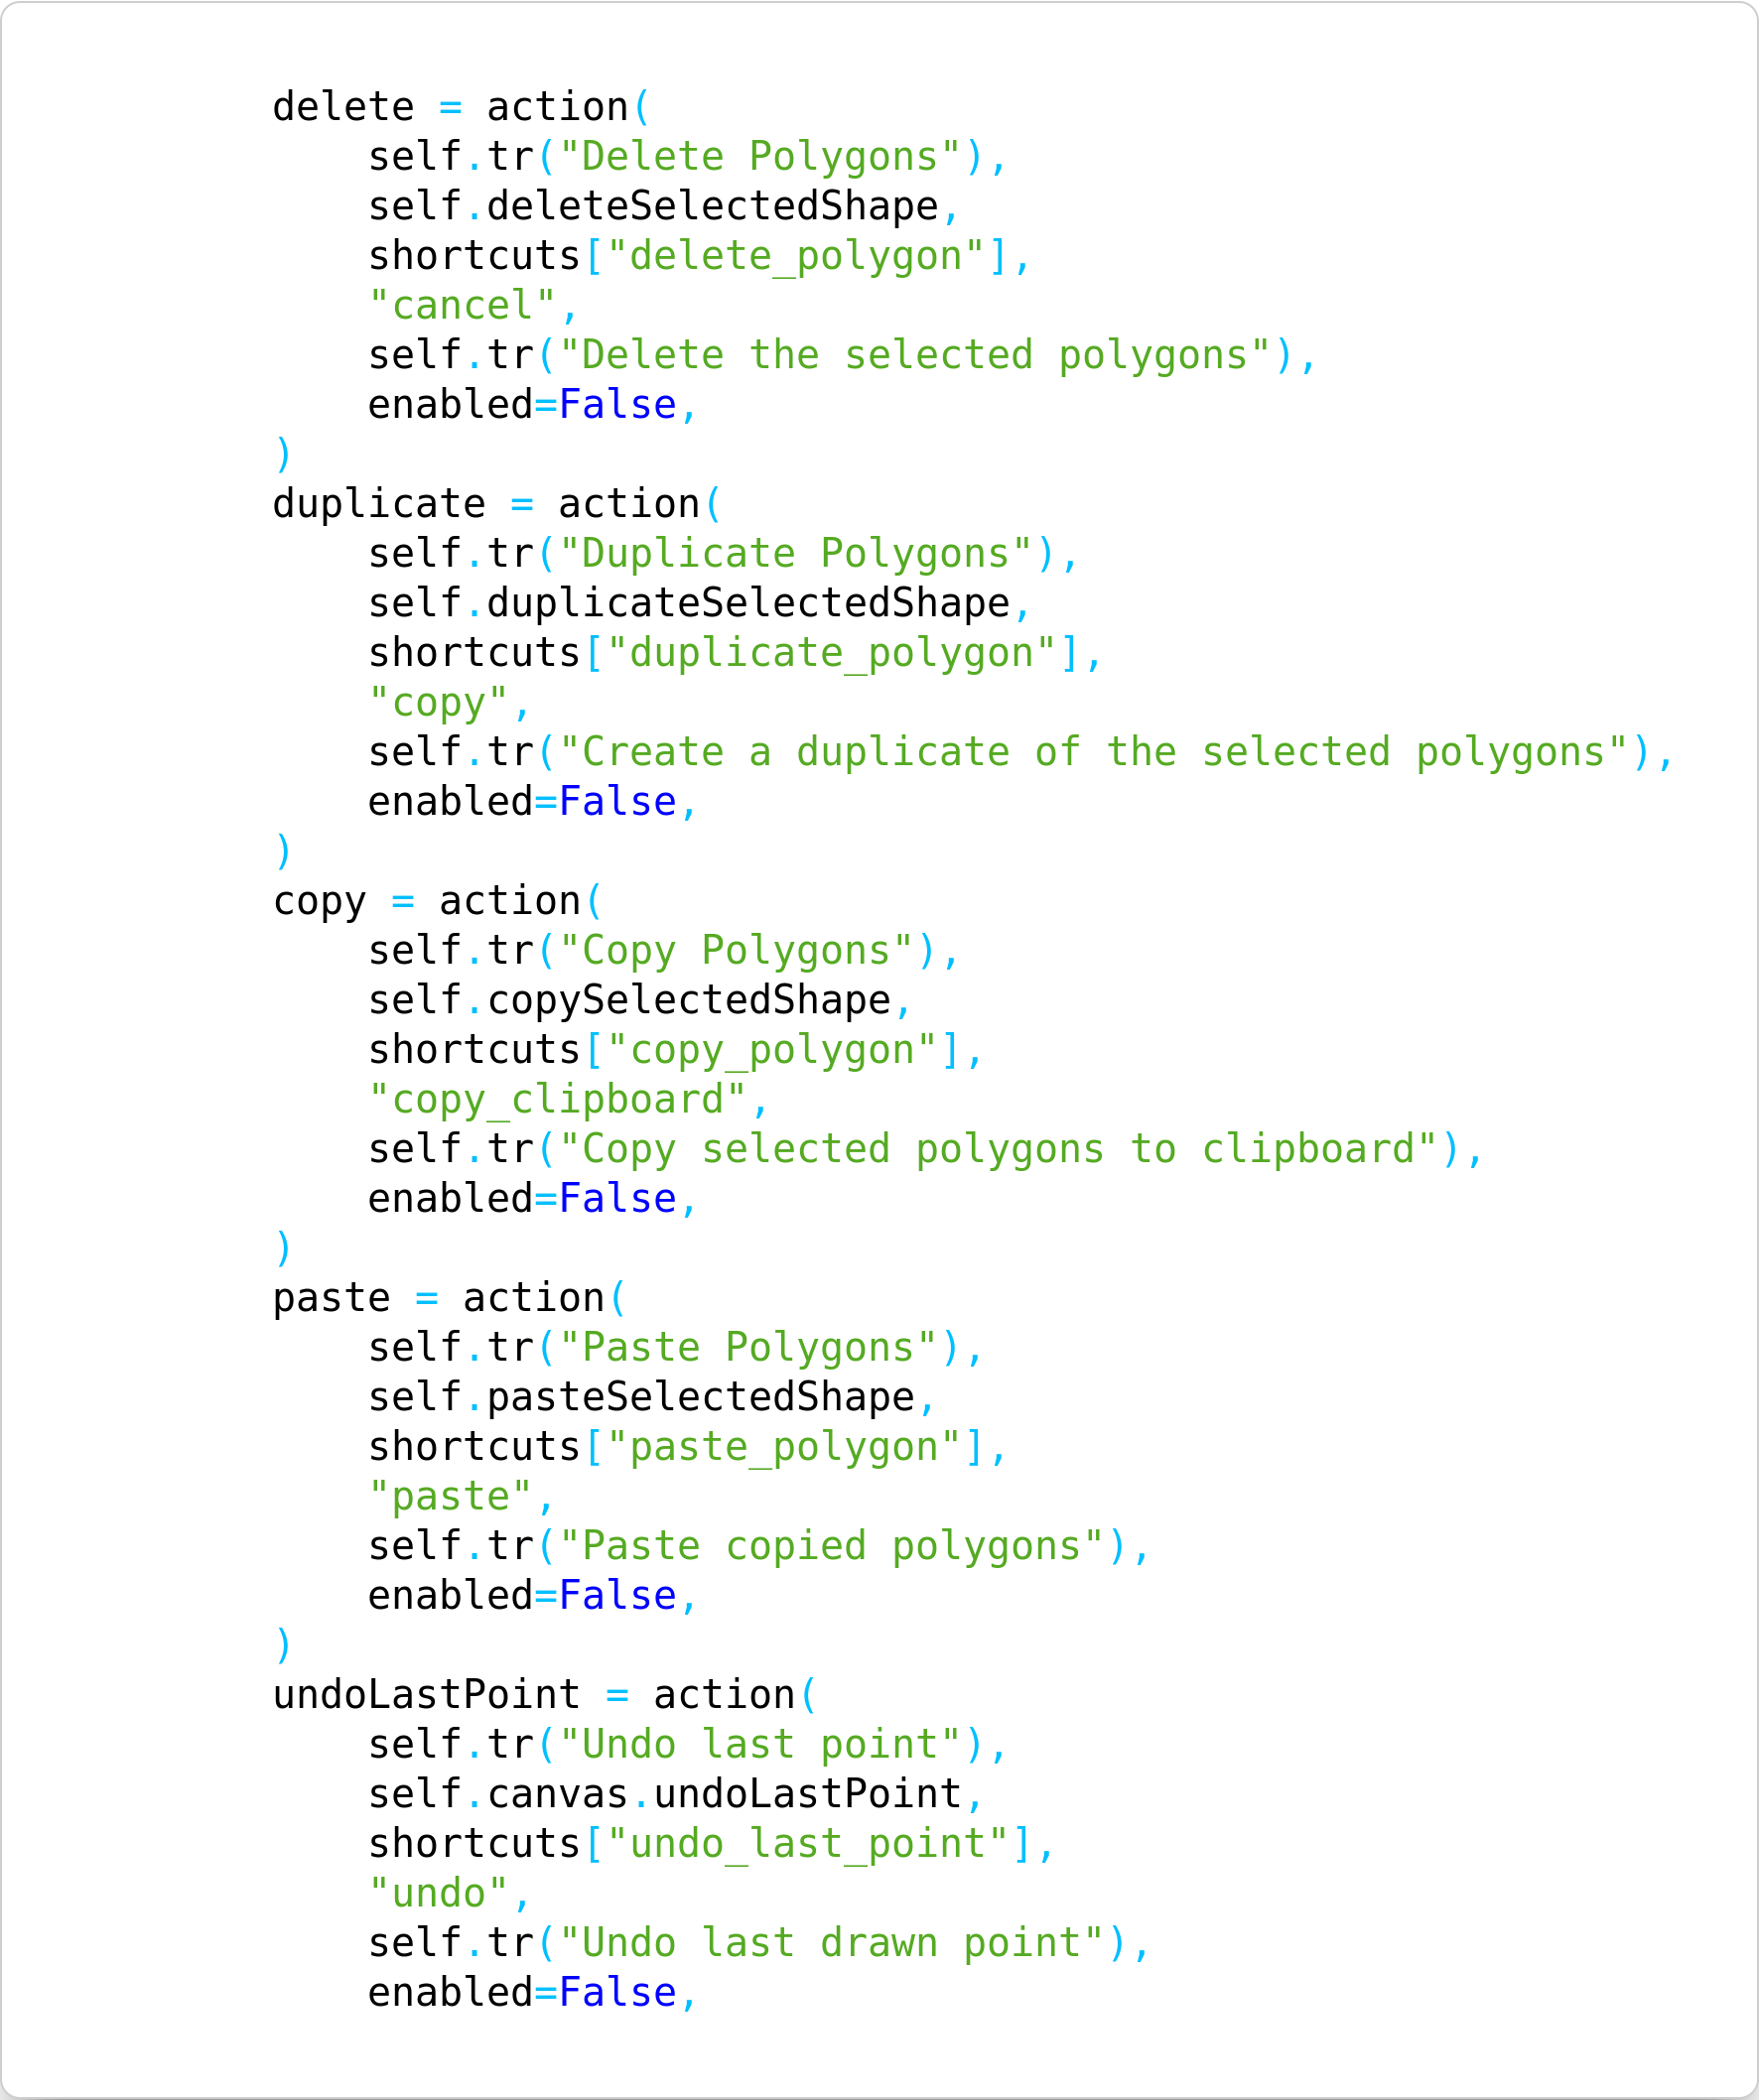 delete = action(
    self.tr("Delete Polygons"),
    self.deleteSelectedShape,
    shortcuts["delete_polygon"],
    "cancel",
    self.tr("Delete the selected polygons"),
    enabled=False,
)
duplicate = action(
    self.tr("Duplicate Polygons"),
    self.duplicateSelectedShape,
    shortcuts["duplicate_polygon"],
    "copy",
    self.tr("Create a duplicate of the selected polygons"),
    enabled=False,
)
copy = action(
    self.tr("Copy Polygons"),
    self.copySelectedShape,
    shortcuts["copy_polygon"],
    "copy_clipboard",
    self.tr("Copy selected polygons to clipboard"),
    enabled=False,
)
paste = action(
    self.tr("Paste Polygons"),
    self.pasteSelectedShape,
    shortcuts["paste_polygon"],
    "paste",
    self.tr("Paste copied polygons"),
    enabled=False,
)
undoLastPoint = action(
    self.tr("Undo last point"),
    self.canvas.undoLastPoint,
    shortcuts["undo_last_point"],
    "undo",
    self.tr("Undo last drawn point"),
    enabled=False,